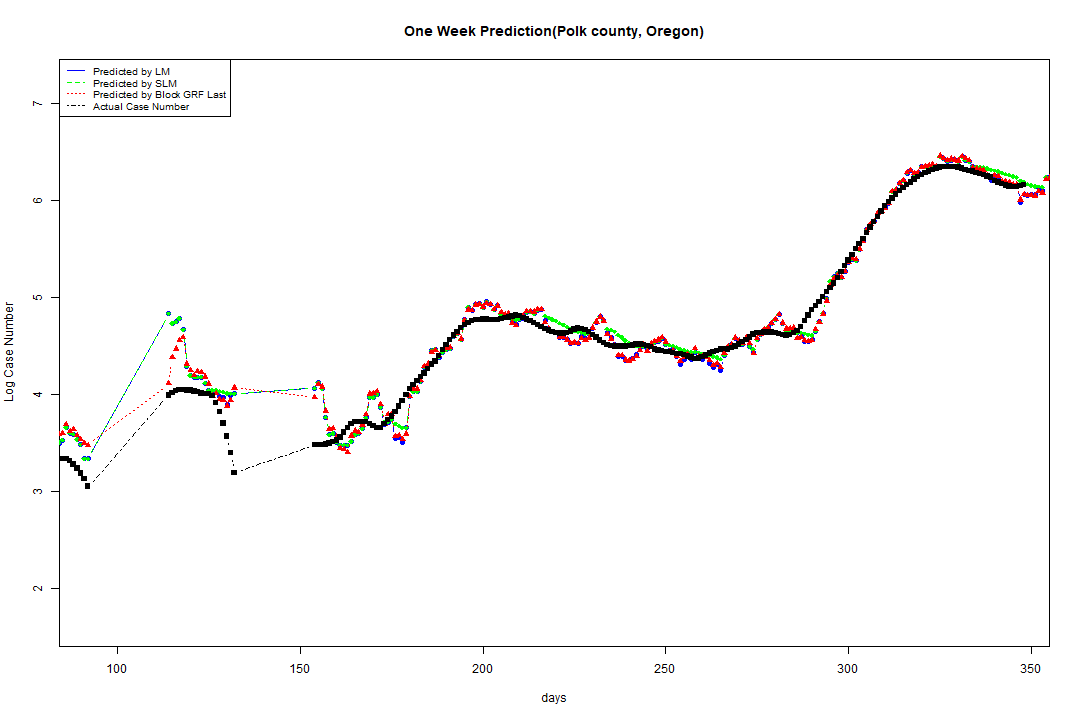 One Week Prediction(Polk county, Oregon)
Predicted by LM
Predicted by SLM
Predicted by Block GRF Last
Actual Case Number
7
6
5
4
3
2
Log Case Number
100 150 200 250 300 350
days